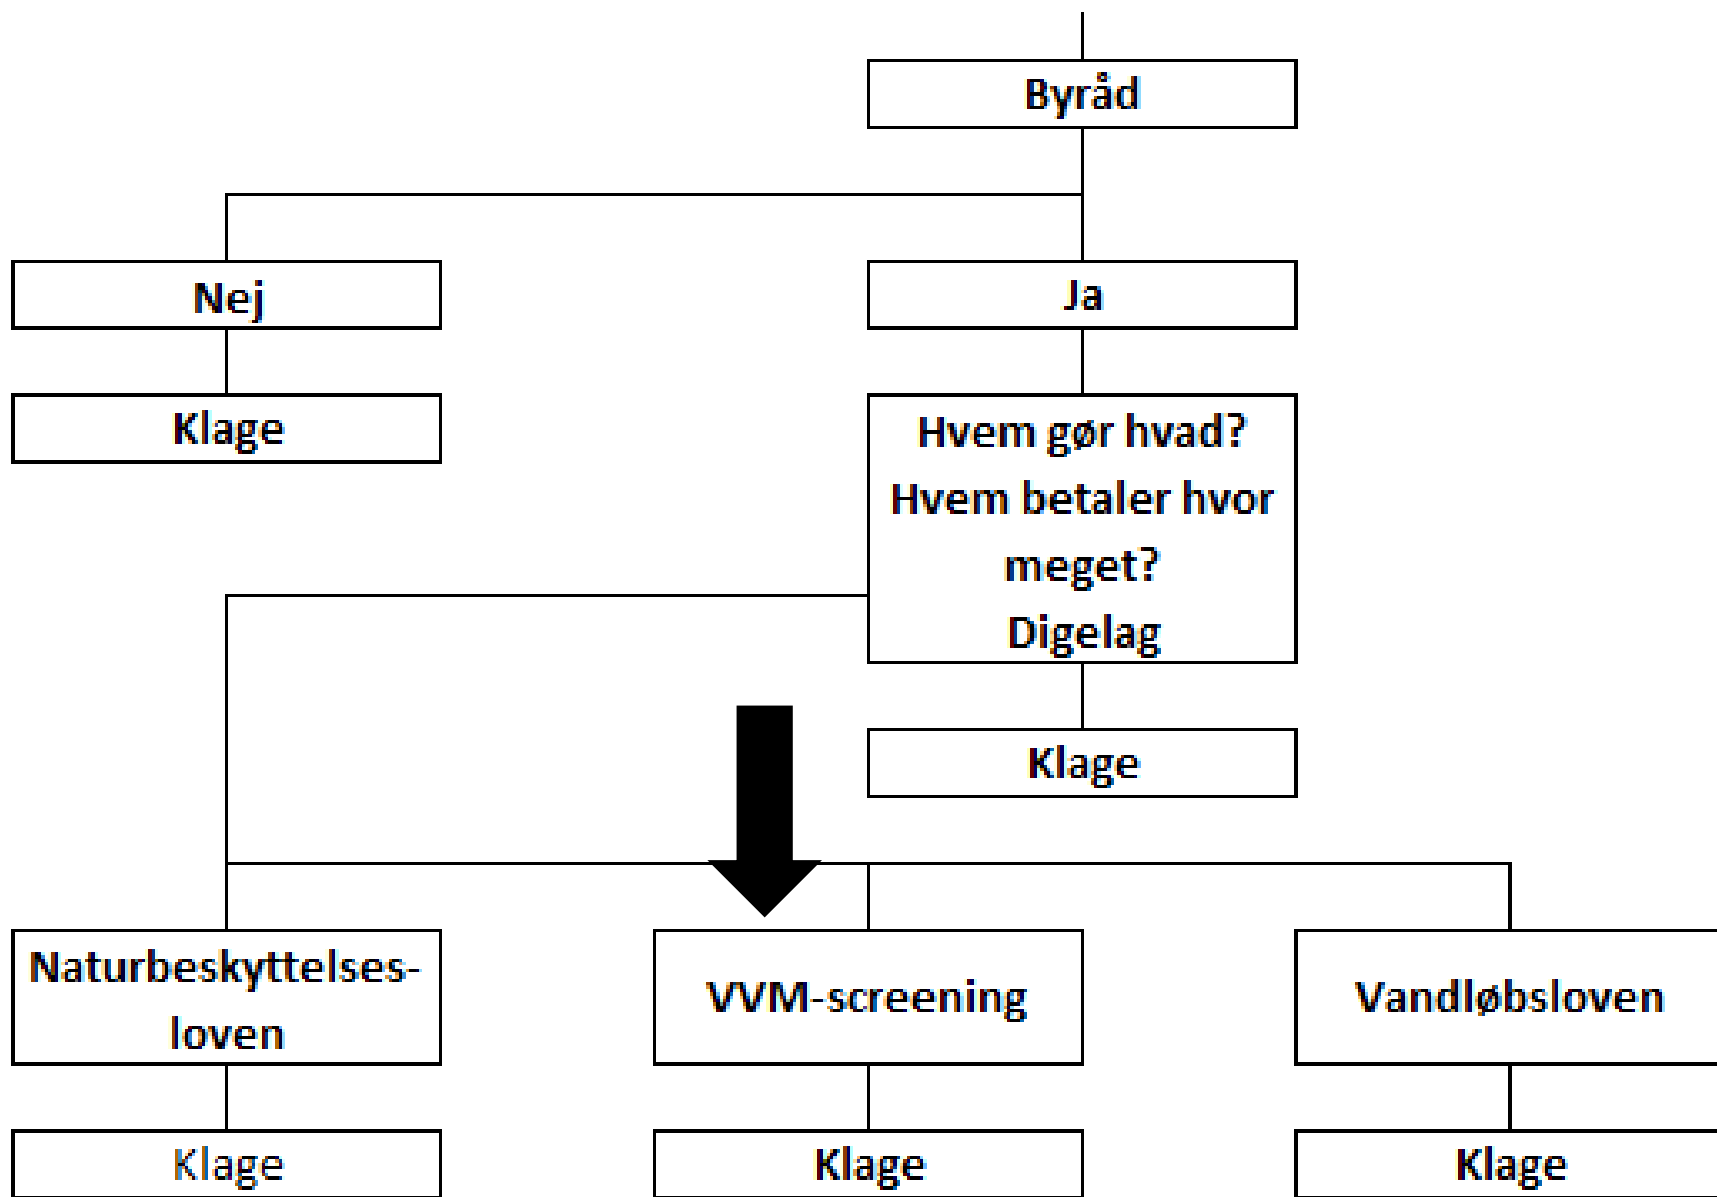 Byråd
Nej
Ja
Klage
Hvem gør hvad?
Hvem betaler hvor
meget?
Digelag
Klage
Naturbeskyttelses-
loven
VVM-screening
Vandløbsloven
Klage
Klage
Klage